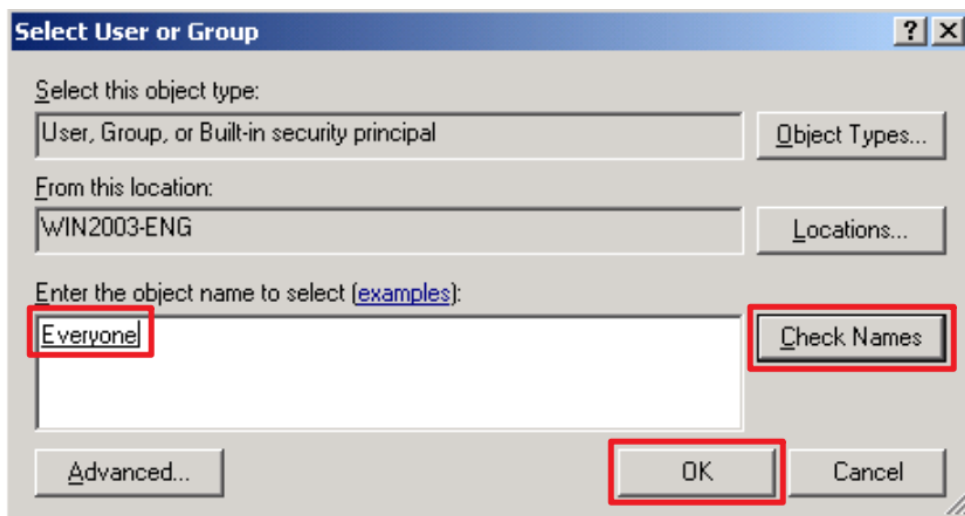 Select User or Group
Select this object type:
User, Group, or Built-in security principal
Object Types...
From this location:
WIN2003-ENG
Locations...
Enter the object name to select (examples):
Everyone
Check Names
Advanced...
OK
Cancel